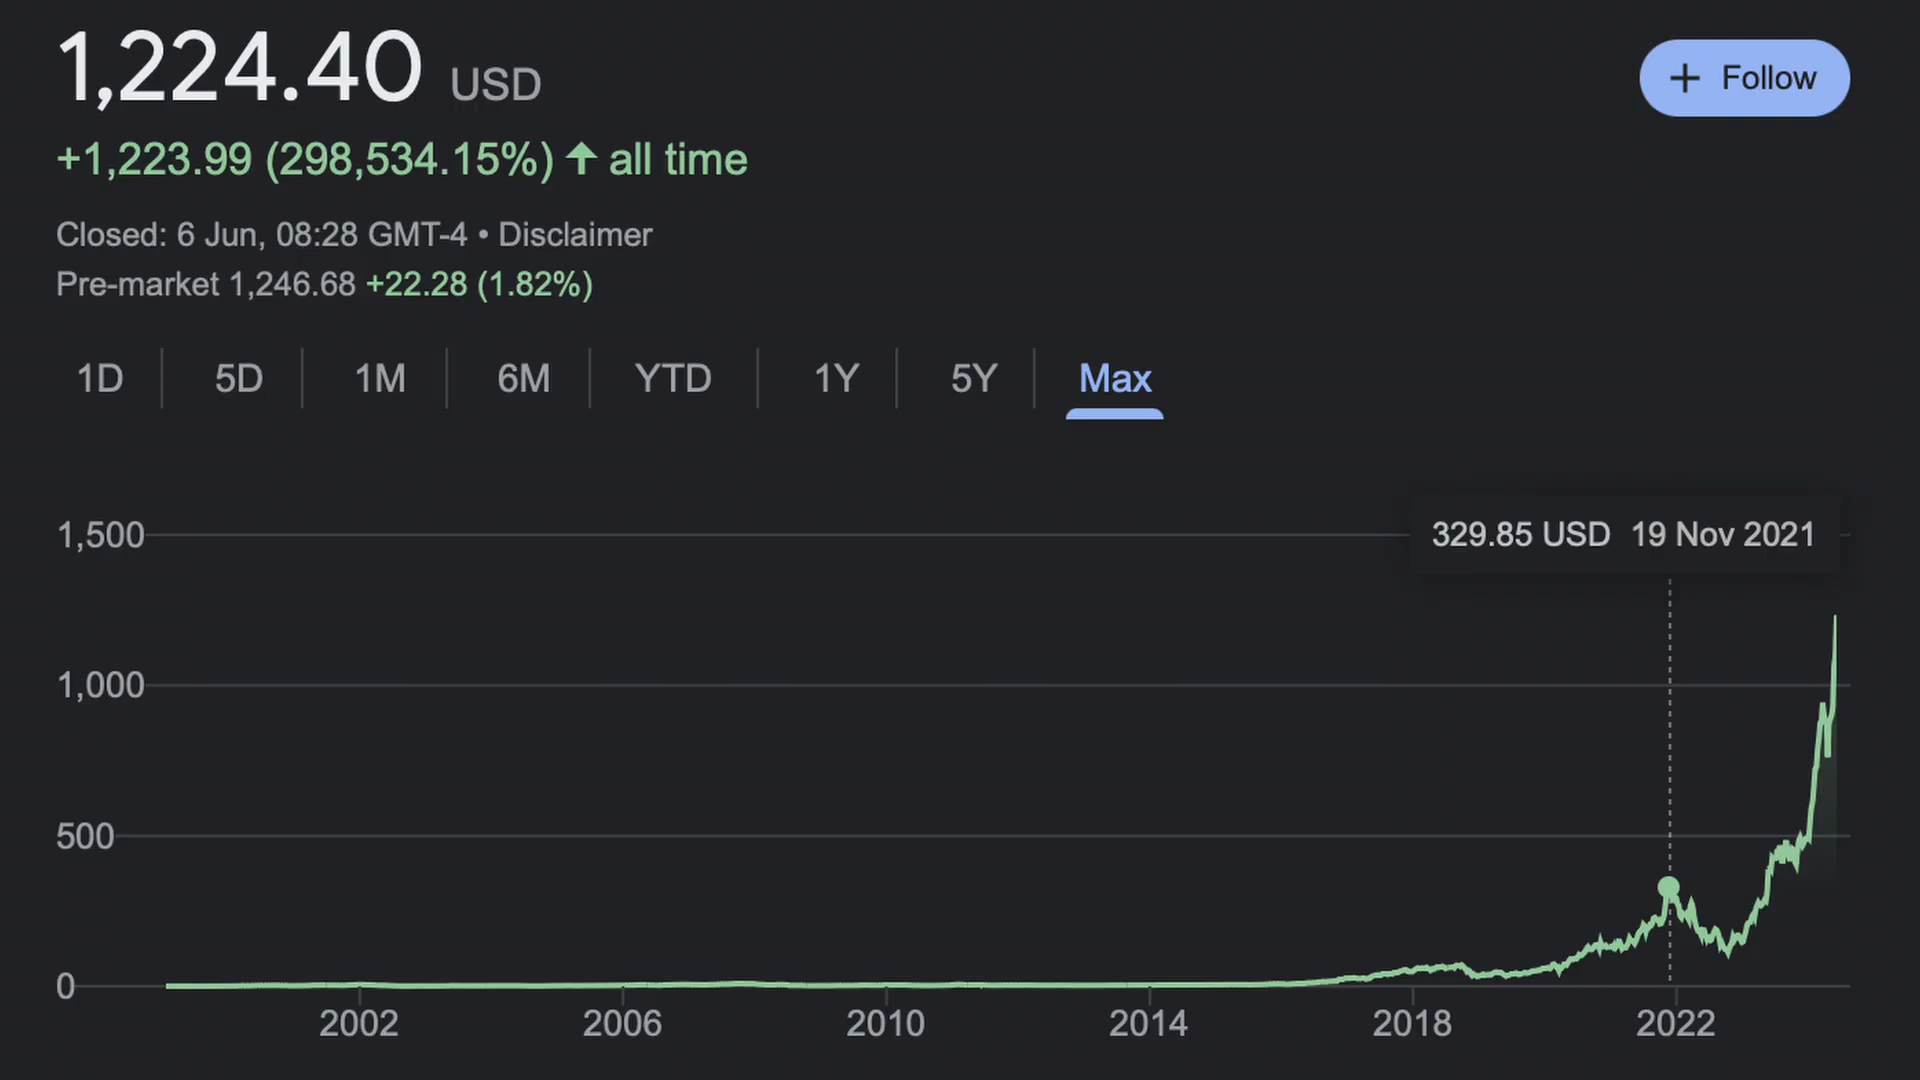 1,224.40 USD
+ Follow
+1,223.99 (298,534.15%) ↑ all time
Closed: 6 Jun, 08:28 GMT-4 • Disclaimer
Pre-market 1,246.68 +22.28 (1.82%)
1D 5D 1M 6M YTD 1Y 5Y Max
329.85 USD 19 Nov 2021
1,500
1,000
500
0
2002 2006 2010 2014 2018 2022